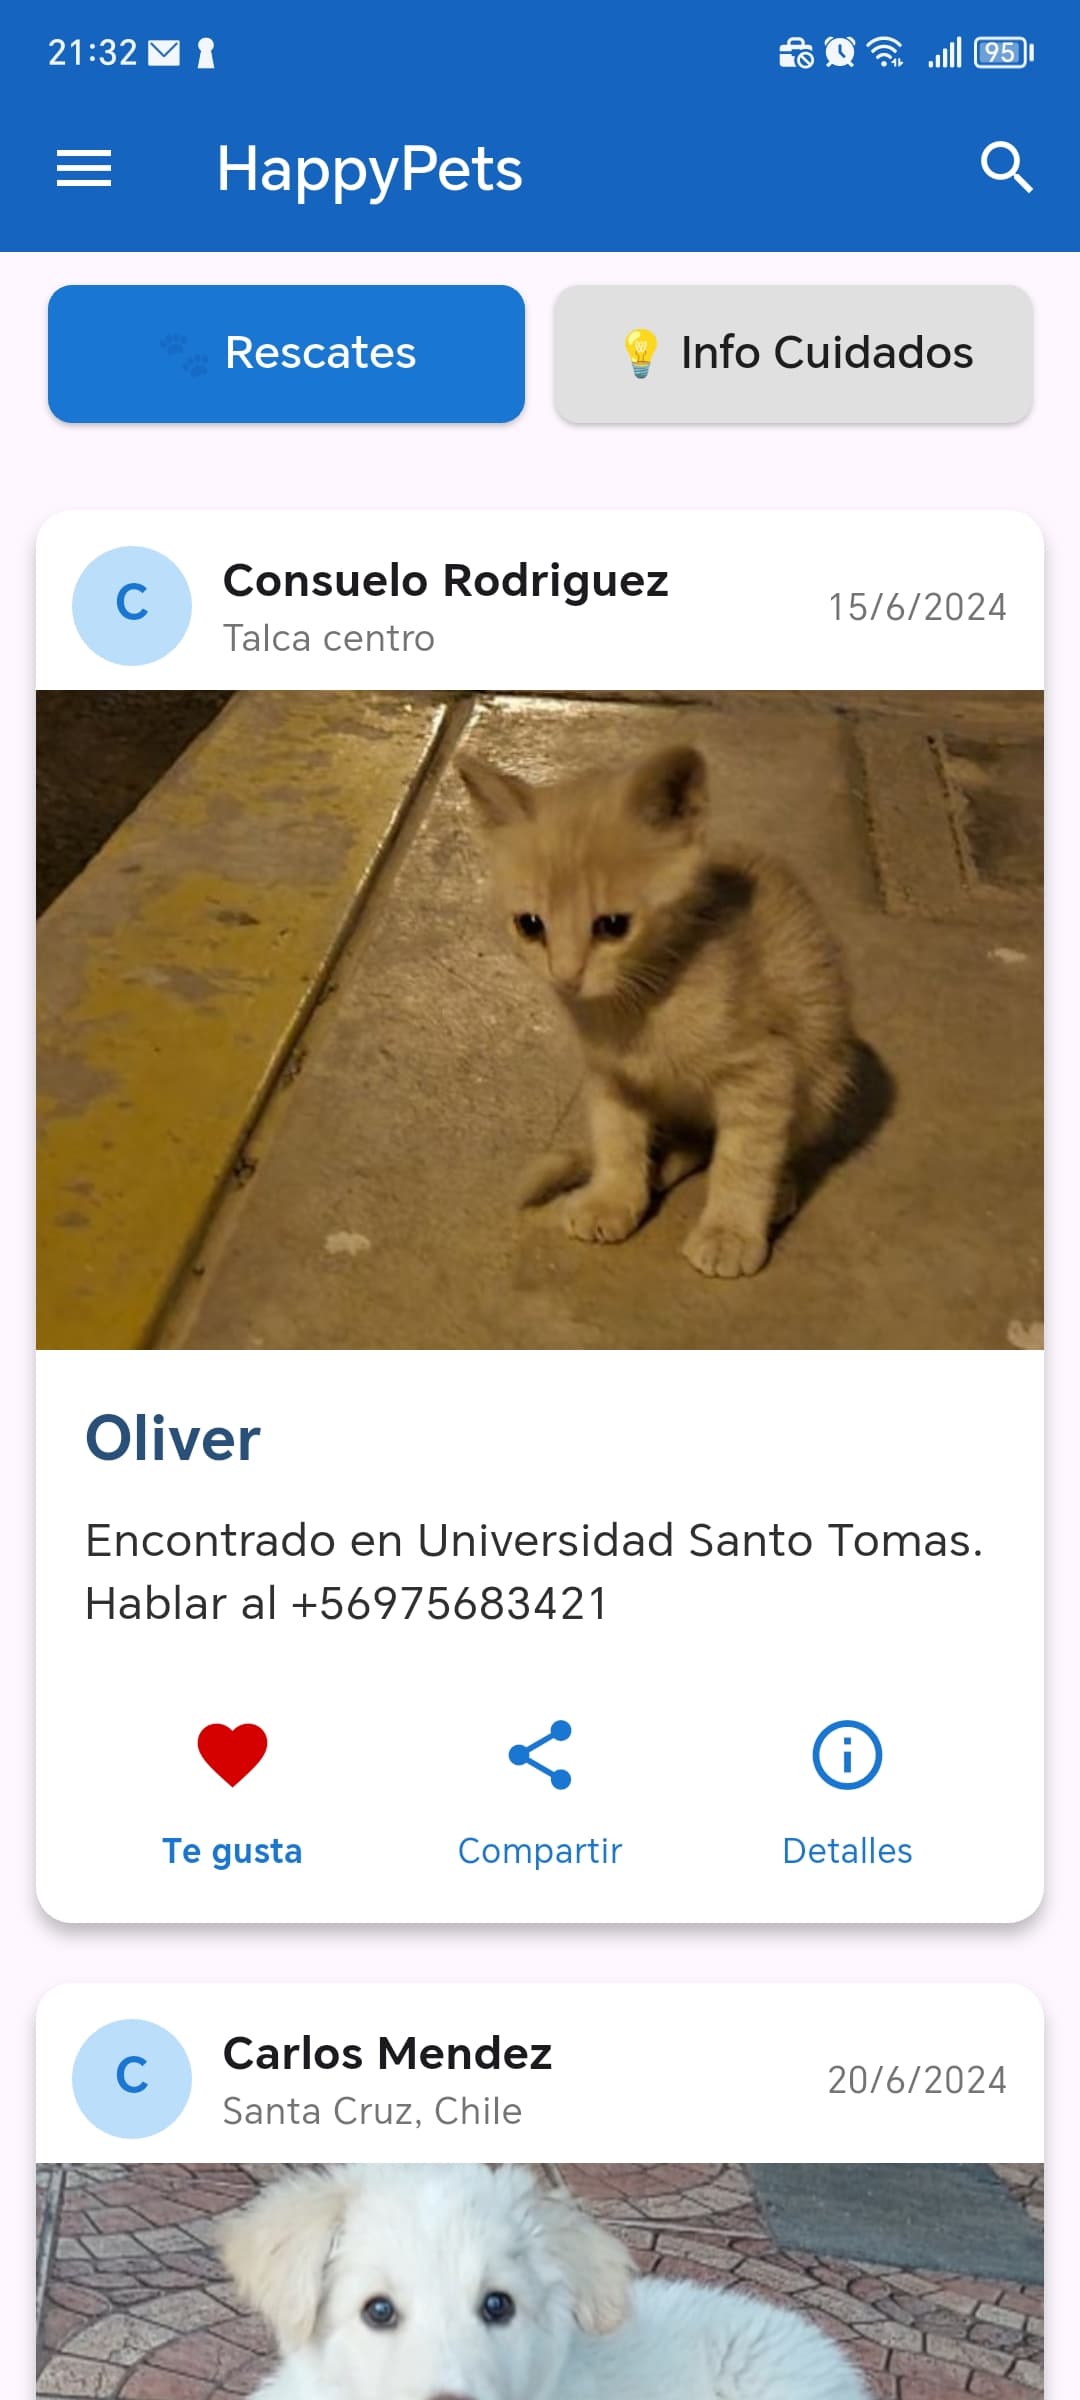 21:32
95
HappyPets
🐾 Rescates
💡 Info Cuidados
C
Consuelo Rodriguez
Talca centro
15/6/2024
Oliver
Encontrado en Universidad Santo Tomas.
Hablar al +56975683421
Te gusta
Compartir
Detalles
C
Carlos Mendez
Santa Cruz, Chile
20/6/2024